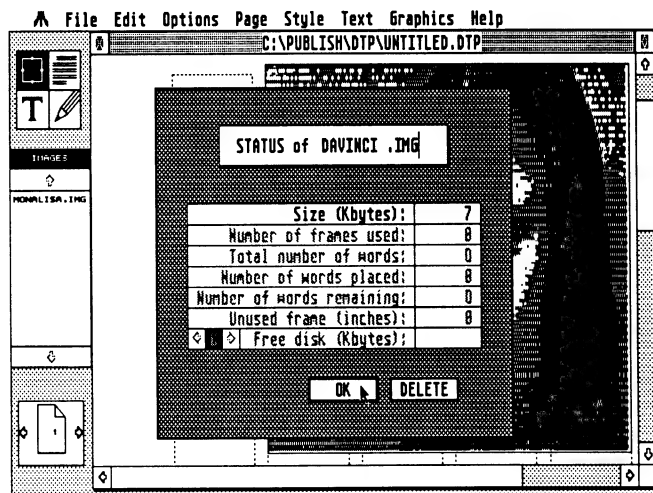 File Edit Options Page Style Text Graphics Help
C:\PUBLISH\DTP\UNTITLED.DTP
T
IMAGES
MONALISA.IMG
STATUS of DAVINCI .IMG
Size (Kbytes): 7
Number of frames used: 0
Total number of words: 0
Number of words placed: 0
Number of words remaining: 0
Unused frame (inches): 0
Free disk (Kbytes):
OK DELETE
1